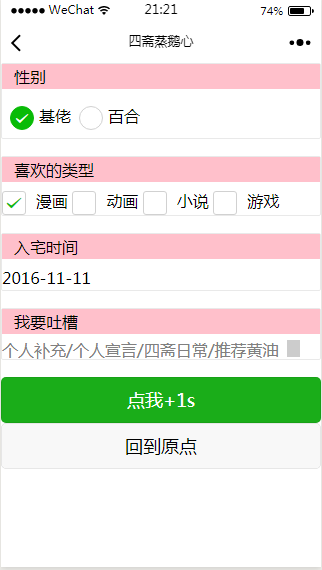 WeChat 21:21 74%
四斋蒸鹅心
性别
基佬 百合
喜欢的类型
漫画 动画 小说 游戏
入宅时间
2016-11-11
我要吐槽
个人补充/个人宣言/四斋日常/推荐黄油
点我+1s
回到原点